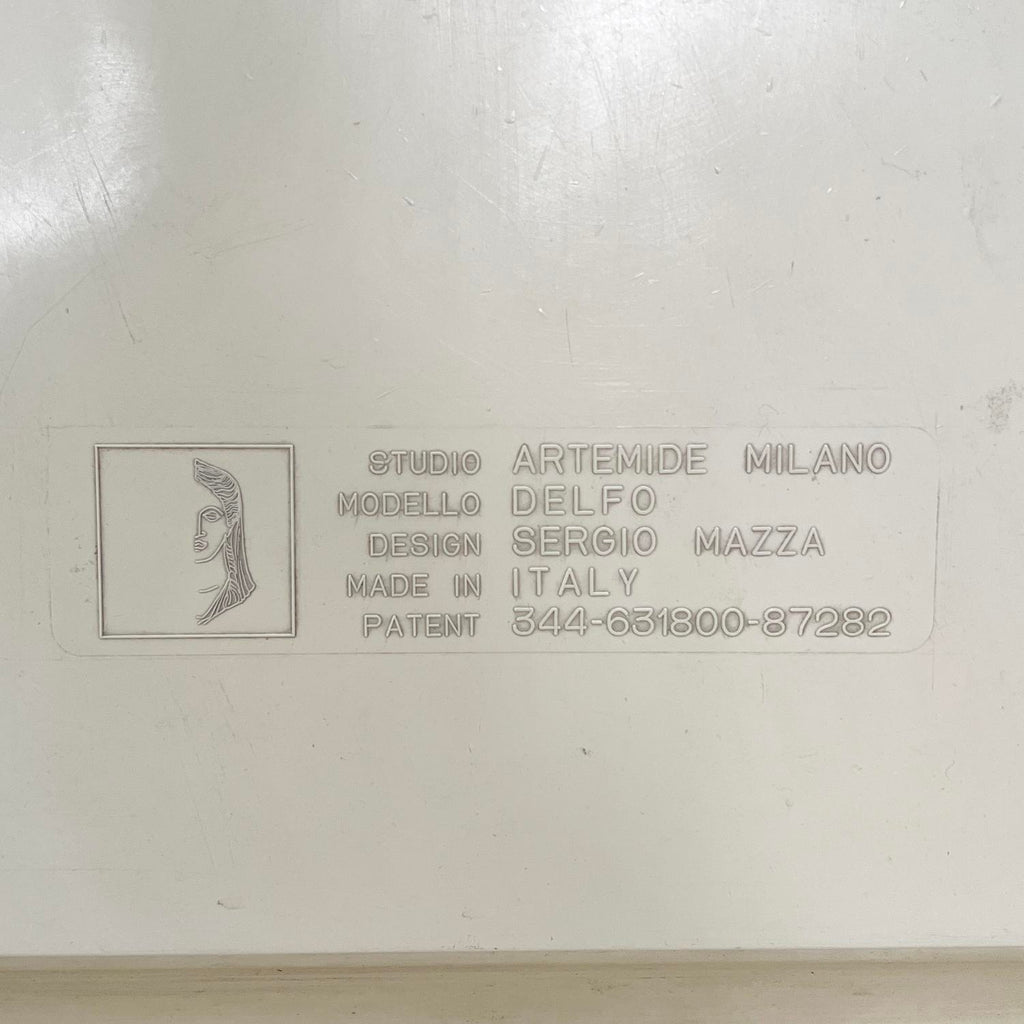 STUDIO ARTEMIDE MILANO
MODELLO DELFO
DESIGN SERGIO MAZZA
MADE IN ITALY
PATENT 344-631800-87282